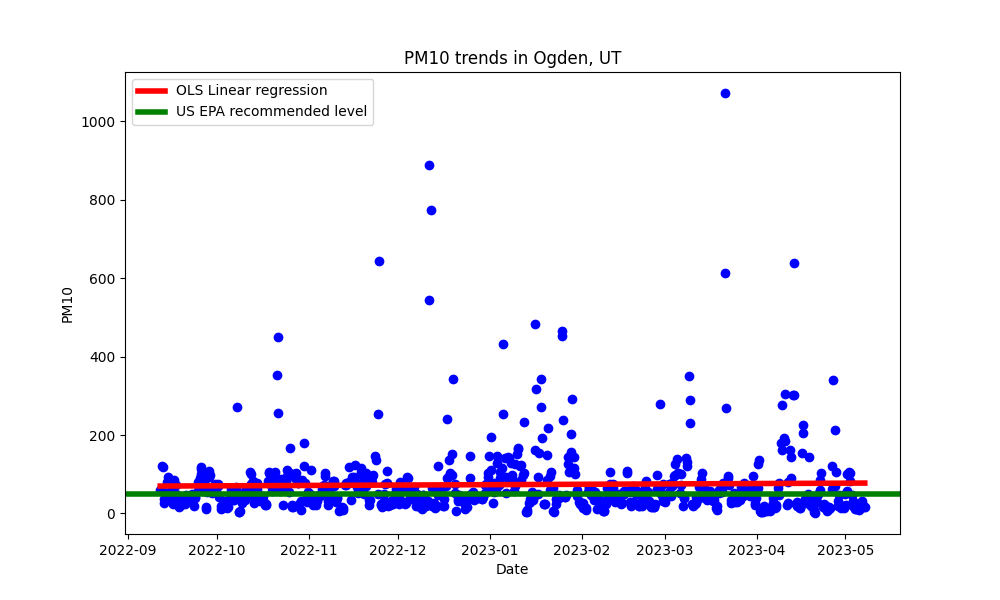 PM10 trends in Ogden, UT
OLS Linear regression
US EPA recommended level
1000
800
600
400
200
0
PM10
2022-09 2022-10 2022-11 2022-12 2023-01 2023-02 2023-03 2023-04 2023-05
Date